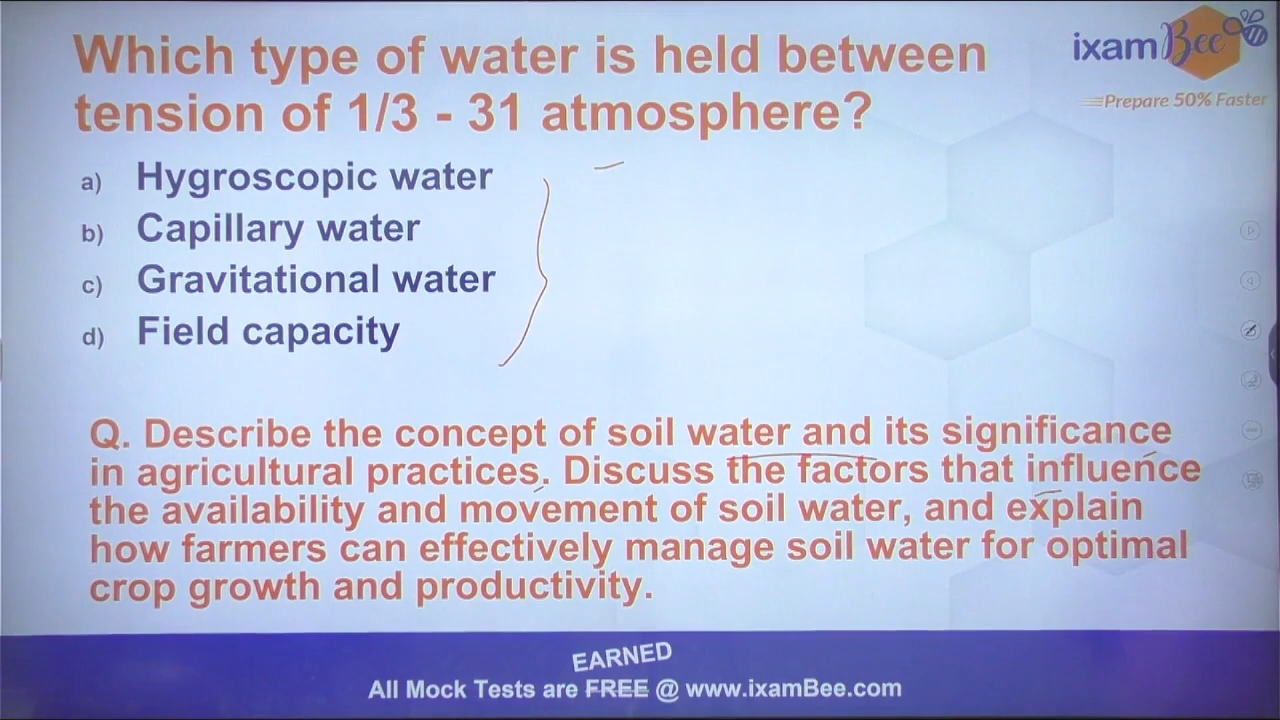 Which type of water is held between
tension of 1/3 - 31 atmosphere?
ixamBee
Prepare 50% Faster
a) Hygroscopic water
b) Capillary water
c) Gravitational water
d) Field capacity
Q. Describe the concept of soil water and its significance
in agricultural practices. Discuss the factors that influence
the availability and movement of soil water, and explain
how farmers can effectively manage soil water for optimal
crop growth and productivity.
EARNED
All Mock Tests are FREE @ www.ixamBee.com